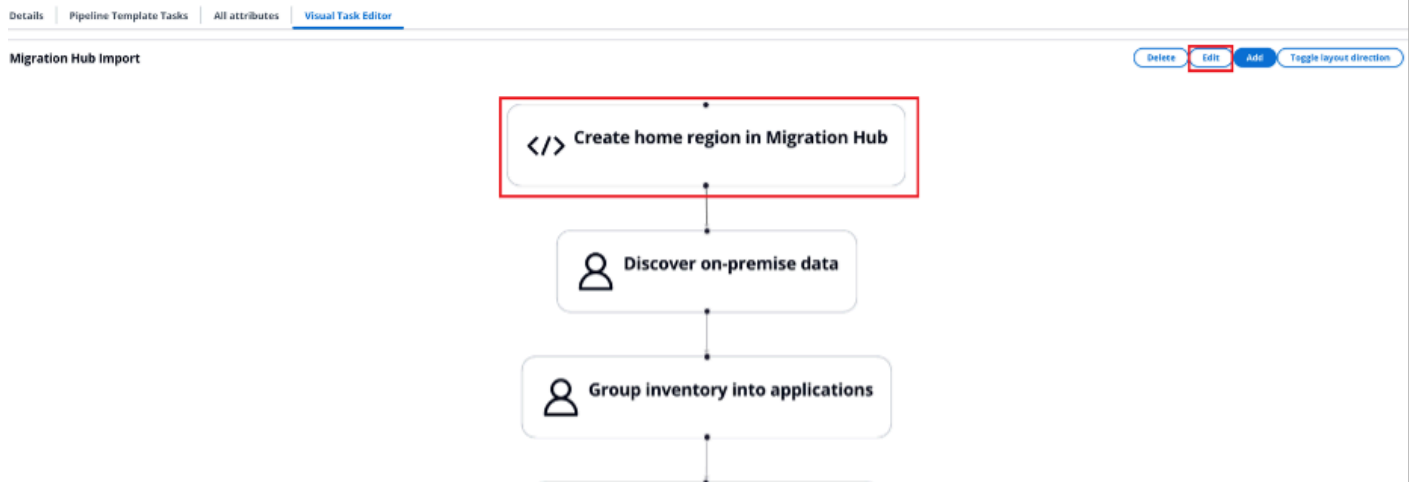 Details Pipeline Template Tasks All attributes Visual Task Editor
Migration Hub Import Delete Edit Add Toggle layout direction
</> Create home region in Migration Hub
Discover on-premise data
Group inventory into applications